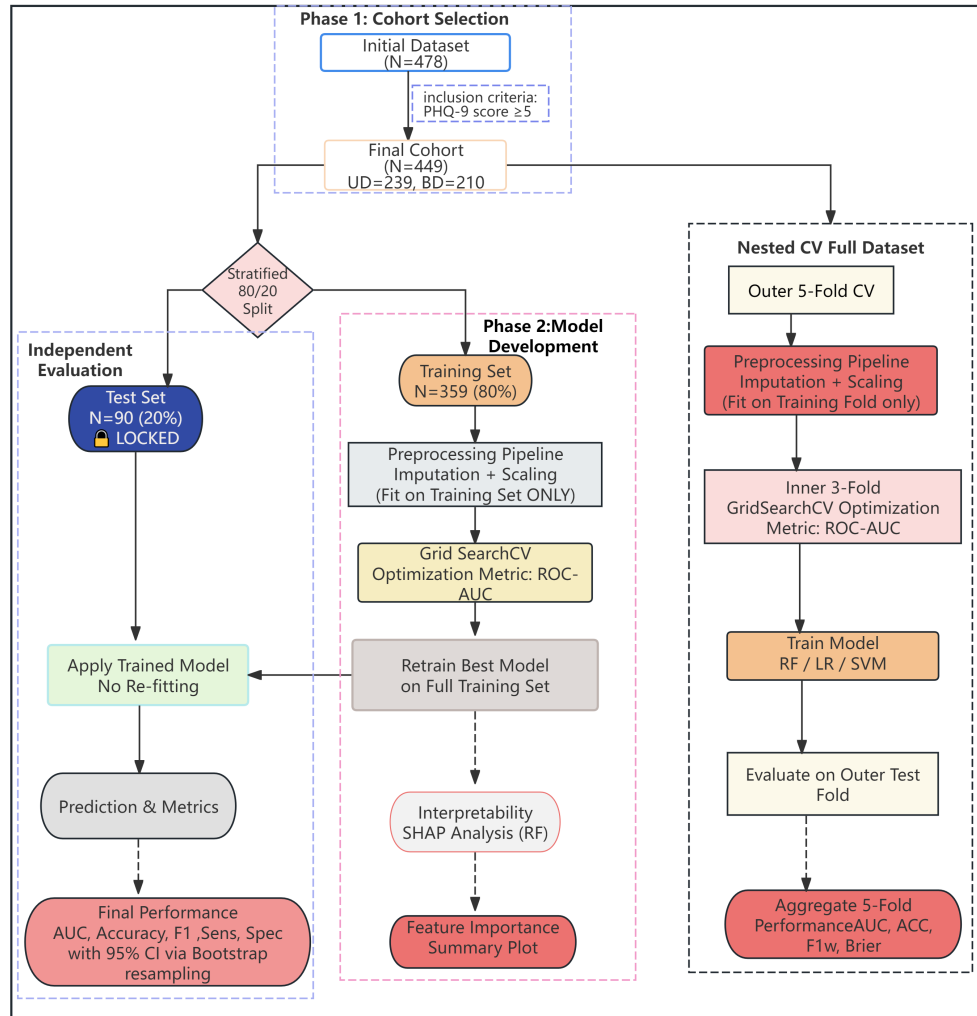 Phase 1: Cohort Selection
Initial Dataset
(N=478)
inclusion criteria:
PHQ-9 score ≥5
Final Cohort
(N=449)
UD=239, BD=210
Stratified
80/20
Split
Independent
Evaluation
Test Set
N=90 (20%)
🔒 LOCKED
Apply Trained Model
No Re-fitting
Prediction & Metrics
Final Performance
AUC, Accuracy, F1 ,Sens, Spec
with 95% CI via Bootstrap
resampling
Phase 2:Model
Development
Training Set
N=359 (80%)
Preprocessing Pipeline
Imputation + Scaling
(Fit on Training Set ONLY)
Grid SearchCV
Optimization Metric: ROC-
AUC
Retrain Best Model
on Full Training Set
Interpretability
SHAP Analysis (RF)
Feature Importance
Summary Plot
Nested CV Full Dataset
Outer 5-Fold CV
Preprocessing Pipeline
Imputation + Scaling
(Fit on Training Fold only)
Inner 3-Fold
GridSearchCV Optimization
Metric: ROC-AUC
Train Model
RF / LR / SVM
Evaluate on Outer Test
Fold
Aggregate 5-Fold
PerformanceAUC, ACC,
F1w, Brier